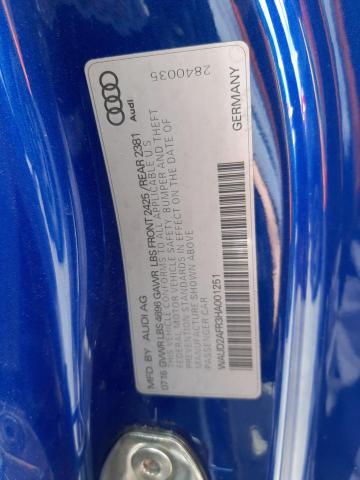 MFD. BY AUDI AG
07/16 GVWR LBS 4696 GAWR LBS FRONT 2425 / REAR 2381
THIS CONFORMS TO ALL APPLICABLE U S
FEDERAL MOTOR VEHICLE SAFETY, BUMPER AND THEFT
PREVENTION STANDARDS IN EFFECT ON THE DATE OF
MANUFACTURE SHOWN ABOVE
PASSENGER CAR
WAUD2AFR3HA001251
Audi
2840035
GERMANY